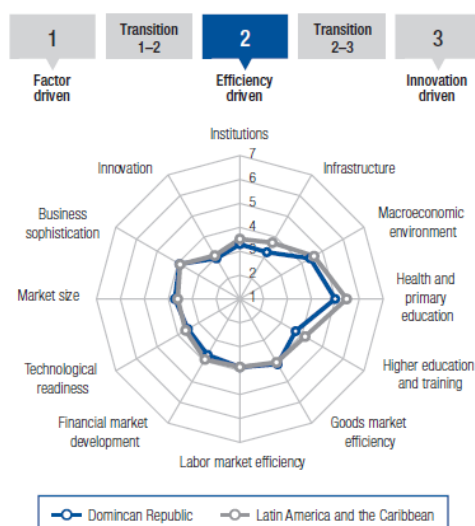 1
Transition
1–2
2
Transition
2–3
3
Factor
driven
Efficiency
driven
Innovation
driven
Institutions
7
6
5
4
3
2
1
Infrastructure
Macroeconomic
environment
Health and
primary
education
Higher education
and training
Goods market
efficiency
Labor market efficiency
Financial market
development
Technological
readiness
Market size
Business
sophistication
Innovation
Domincan Republic
Latin America and the Caribbean